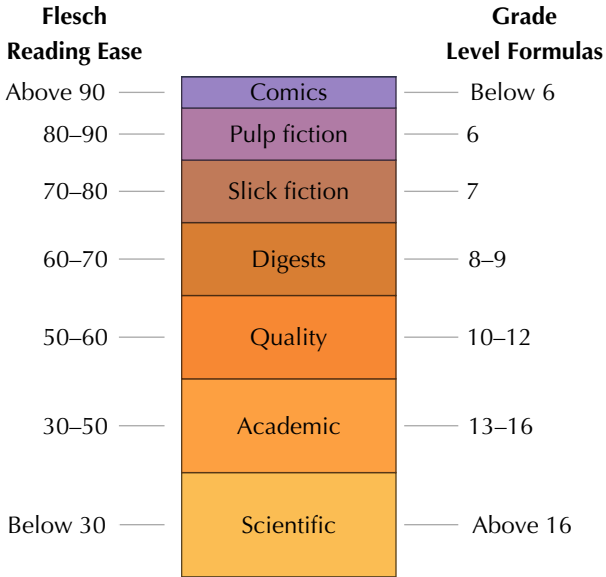 Flesch
Reading Ease
Grade
Level Formulas
Above 90 Comics Below 6
80–90 Pulp fiction 6
70–80 Slick fiction 7
60–70 Digests 8–9
50–60 Quality 10–12
30–50 Academic 13–16
Below 30 Scientific Above 16